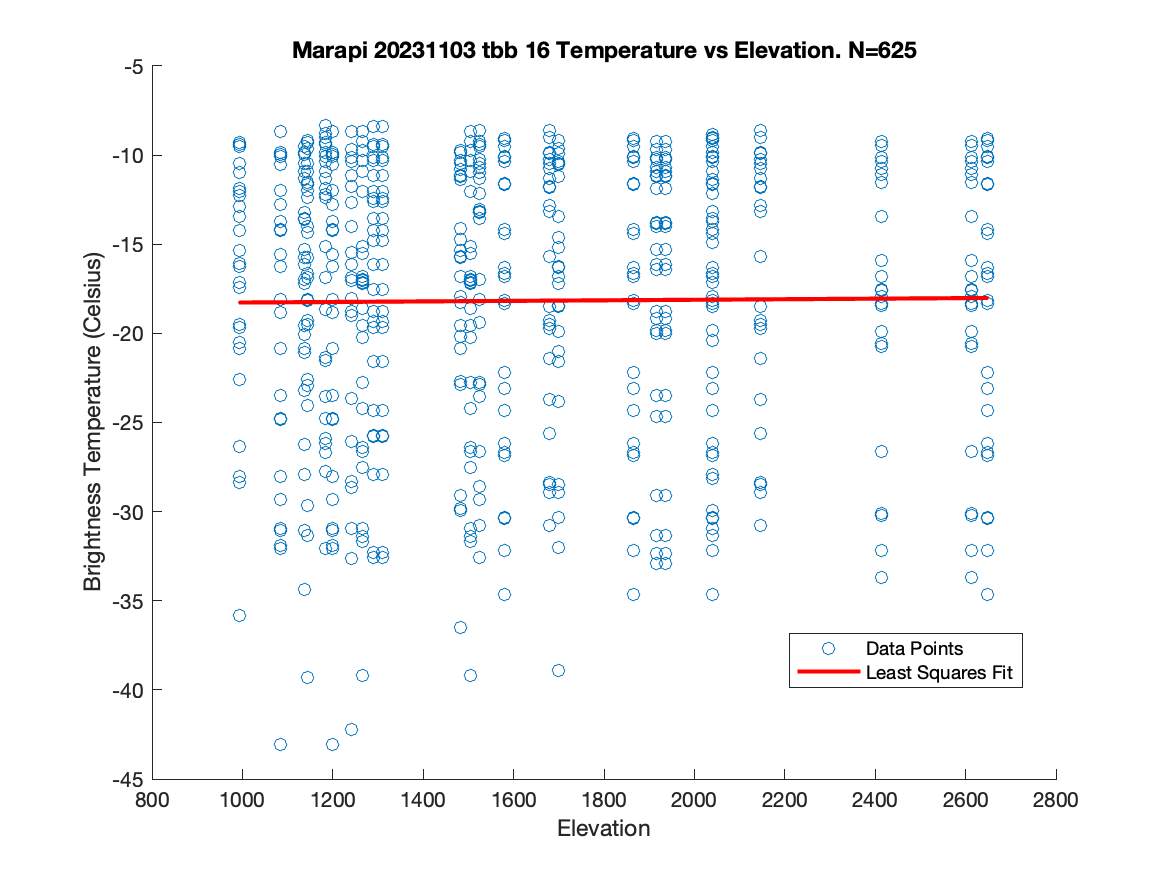 Marapi 20231103 tbb 16 Temperature vs Elevation. N=625
-5
-10
-15
-20
-25
-30
-35
-40
-45
Brightness Temperature (Celsius)
Data Points
Least Squares Fit
800 1000 1200 1400 1600 1800 2000 2200 2400 2600 2800
Elevation